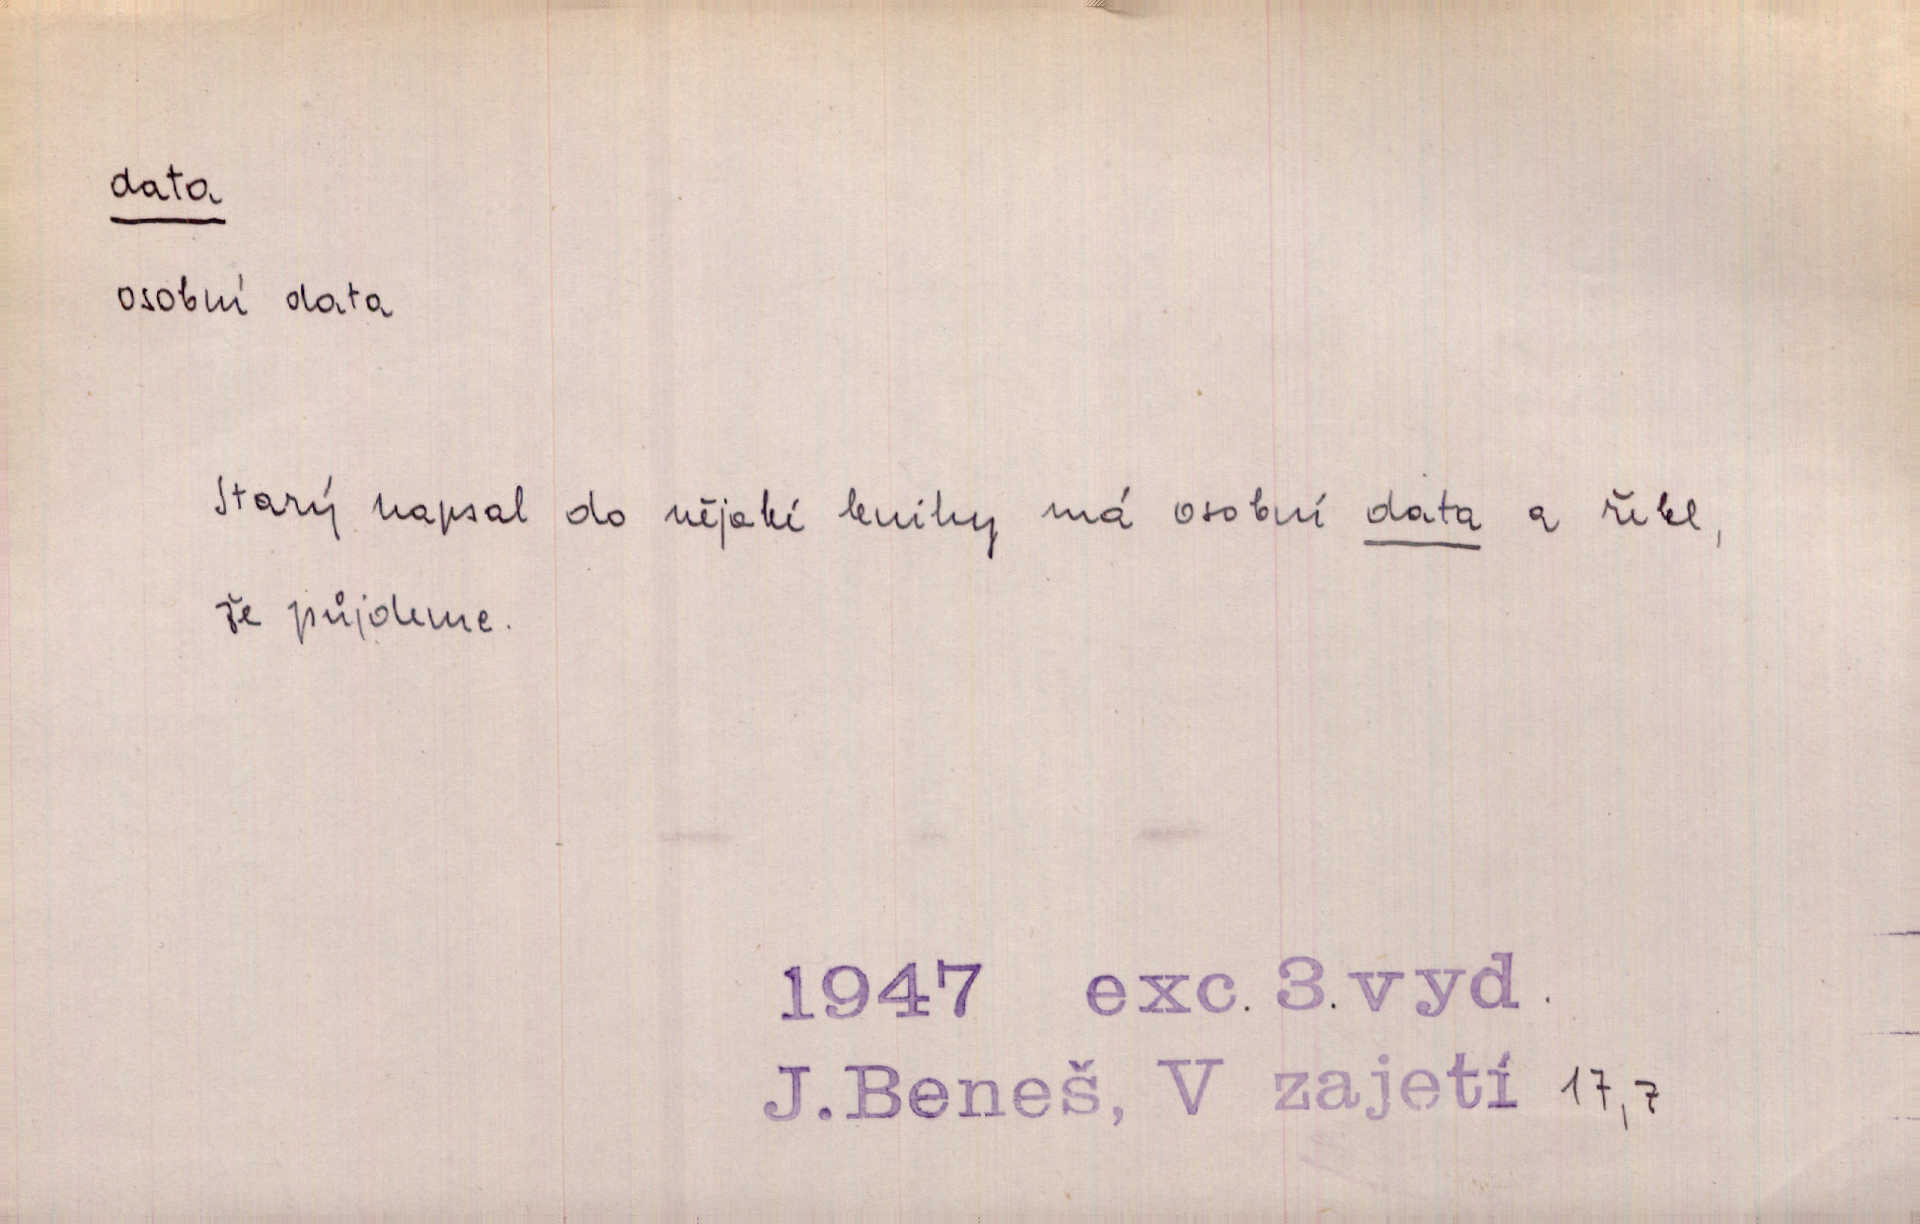 data
osobní data
Starý napsal do nějaké knihy má osobní data a řekl,
že půjdeme.
1947 exc. 3. vyd.
J. Beneš, V zajetí 17,7